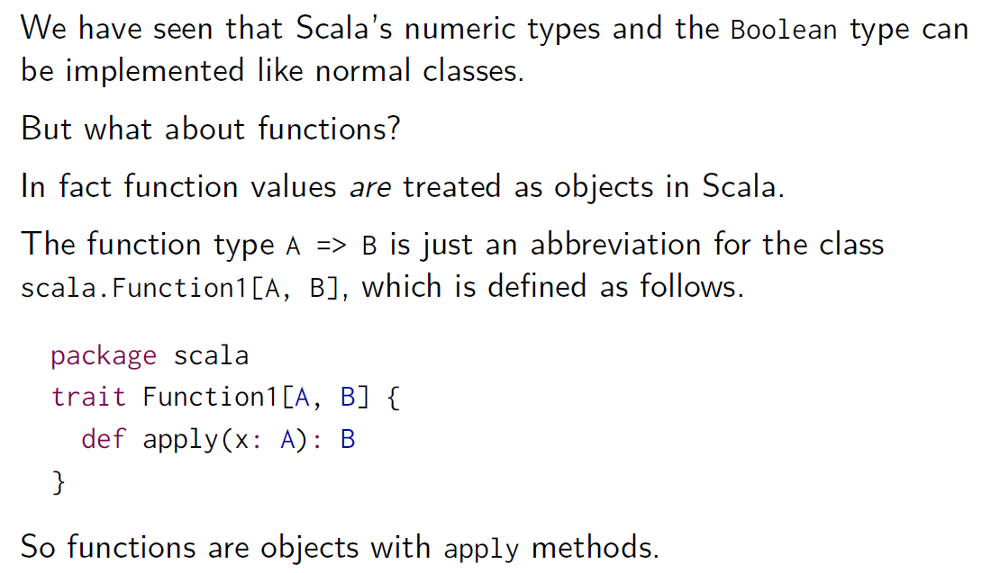 We have seen that Scala's numeric types and the Boolean type can
be implemented like normal classes.
But what about functions?
In fact function values are treated as objects in Scala.
The function type A => B is just an abbreviation for the class
scala.Function1[A, B], which is defined as follows.
package scala
trait Function1[A, B] {
  def apply(x: A): B
}
So functions are objects with apply methods.